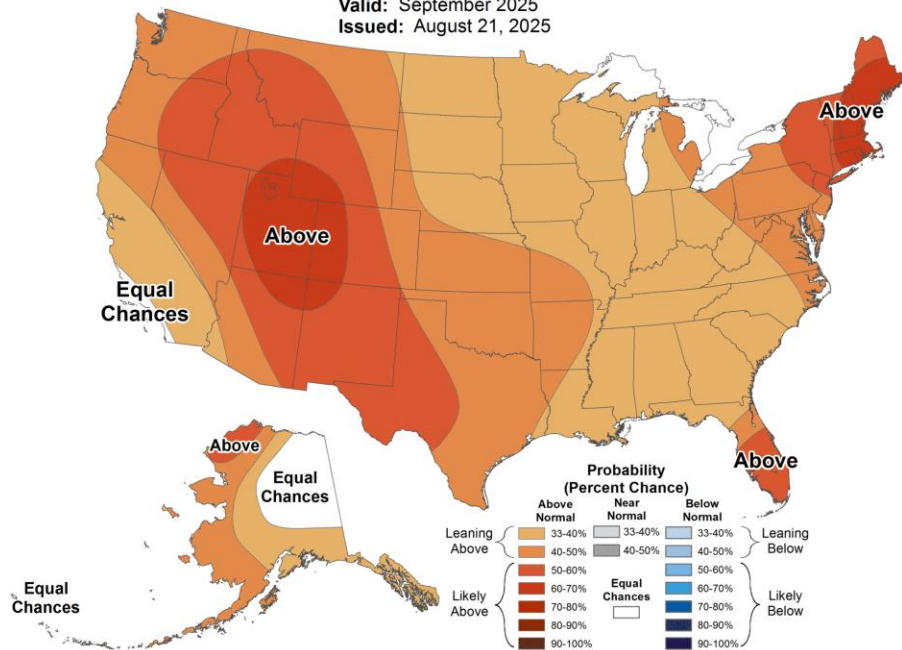 Valid: September 2025
Issued: August 21, 2025
Above
Above
Equal
Chances
Above
Above
Equal
Chances
Equal
Chances
Probability
(Percent Chance)
Above
Normal
Near
Normal
Below
Normal
Leaning
Above
33-40%
40-50%
33-40%
40-50%
33-40%
40-50%
Leaning
Below
Likely
Above
50-60%
60-70%
70-80%
80-90%
90-100%
Equal
Chances
50-60%
60-70%
70-80%
80-90%
90-100%
Likely
Below